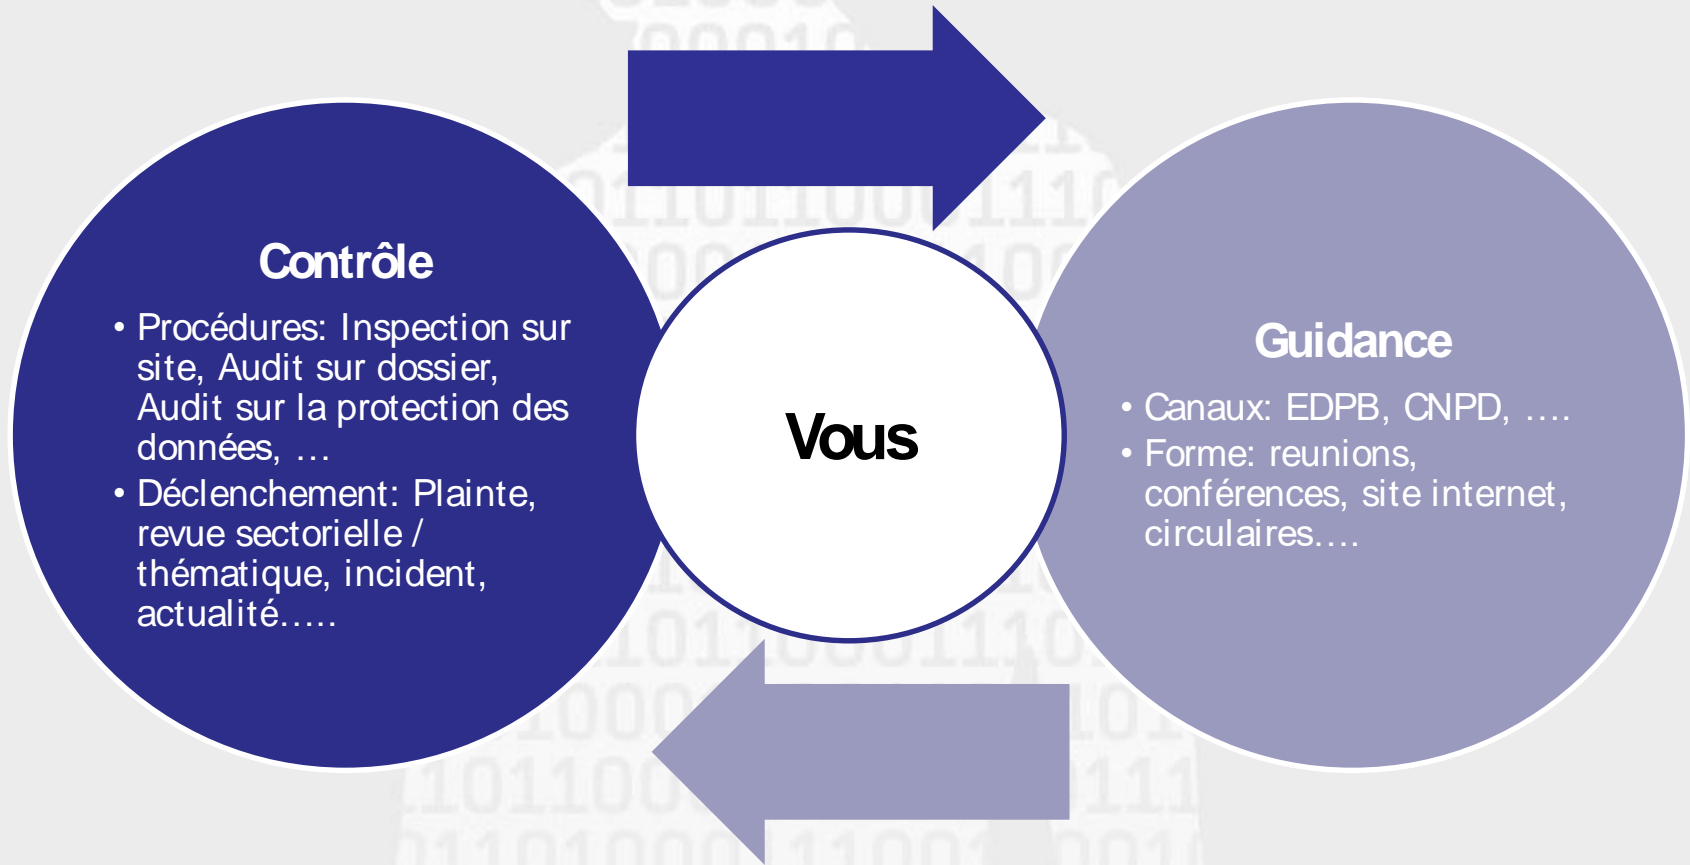 Contrôle
• Procédures: Inspection sur
site, Audit sur dossier,
Audit sur la protection des
données, …
• Déclenchement: Plainte,
revue sectorielle /
thématique, incident,
actualité…..
Vous
Guidance
• Canaux: EDPB, CNPD, ….
• Forme: reunions,
conférences, site internet,
circulaires….